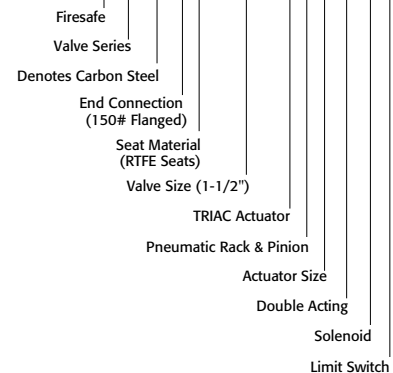 Firesafe
Valve Series
Denotes Carbon Steel
End Connection
(150# Flanged)
Seat Material
(RTFE Seats)
Valve Size (1-1/2")
TRIAC Actuator
Pneumatic Rack & Pinion
Actuator Size
Double Acting
Solenoid
Limit Switch